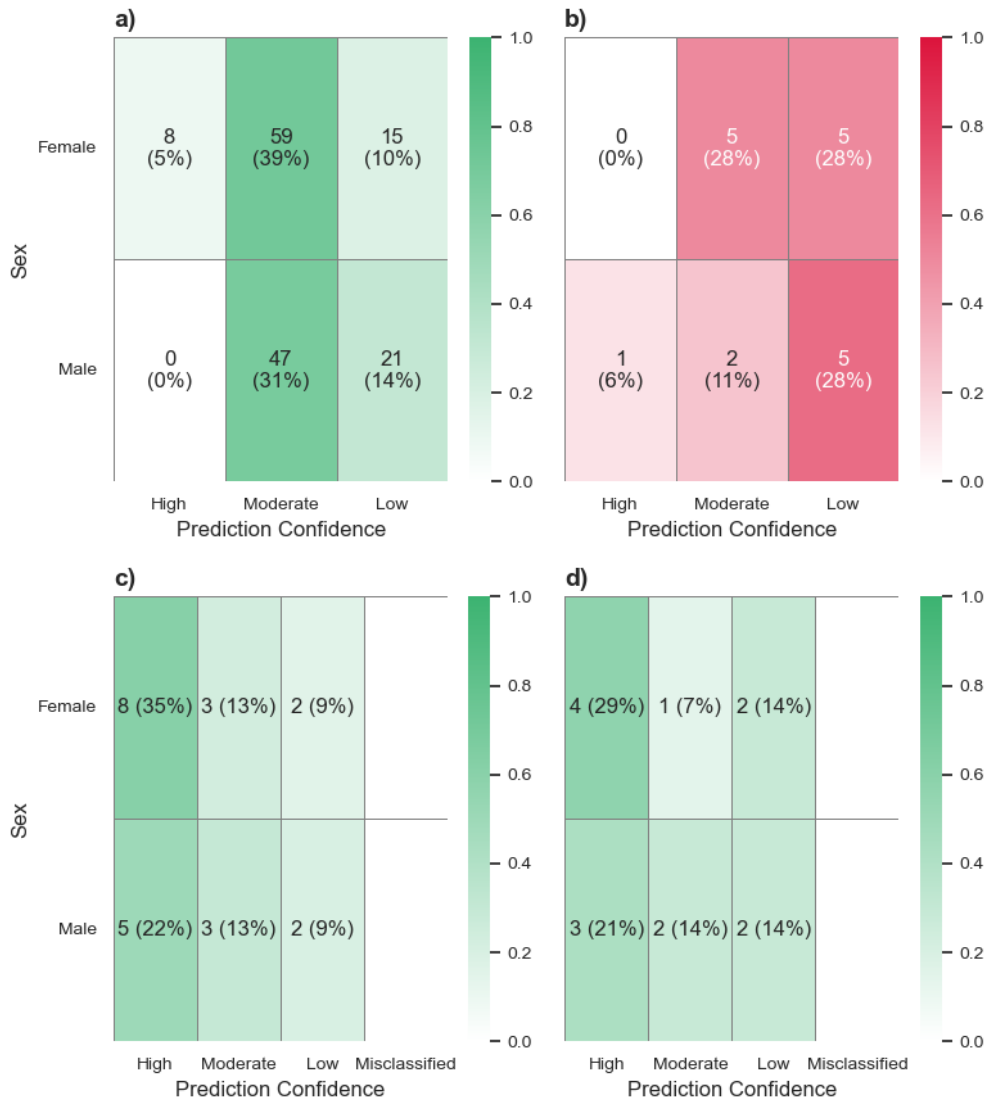 a)
1.0
0.8
0.6
0.4
0.2
0.0
Female
Male
Sex
8
(5%)
59
(39%)
15
(10%)
0
(0%)
47
(31%)
21
(14%)
High
Moderate
Low
Prediction Confidence
b)
1.0
0.8
0.6
0.4
0.2
0.0
0
(0%)
5
(28%)
5
(28%)
1
(6%)
2
(11%)
5
(28%)
High
Moderate
Low
Prediction Confidence
c)
1.0
0.8
0.6
0.4
0.2
0.0
Female
Male
Sex
8 (35%)
3 (13%)
2 (9%)
5 (22%)
3 (13%)
2 (9%)
High
Moderate
Low
Misclassified
Prediction Confidence
d)
1.0
0.8
0.6
0.4
0.2
0.0
4 (29%)
1 (7%)
2 (14%)
3 (21%)
2 (14%)
2 (14%)
High
Moderate
Low
Misclassified
Prediction Confidence